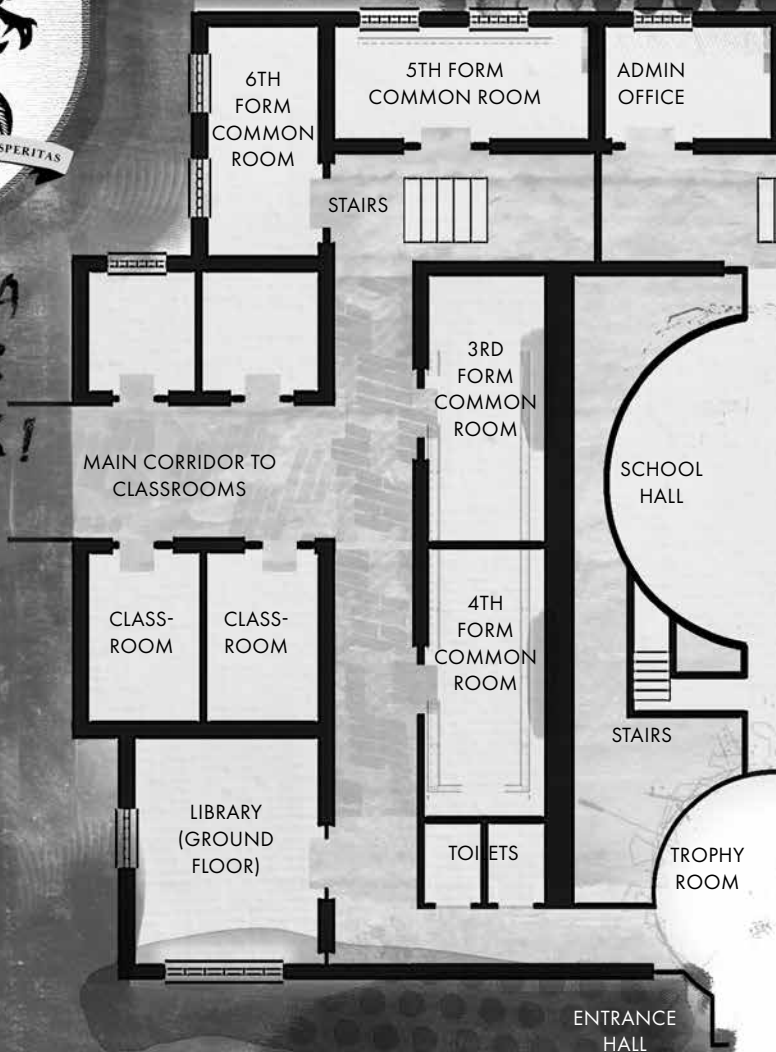 SPERITAS
6TH
FORM
COMMON
ROOM
5TH FORM
COMMON ROOM
ADMIN
OFFICE
STAIRS
3RD
FORM
COMMON
ROOM
MAIN CORRIDOR TO
CLASSROOMS
SCHOOL
HALL
CLASS-
ROOM
CLASS-
ROOM
4TH
FORM
COMMON
ROOM
STAIRS
LIBRARY
(GROUND
FLOOR)
TOILETS
TROPHY
ROOM
ENTRANCE
HALL